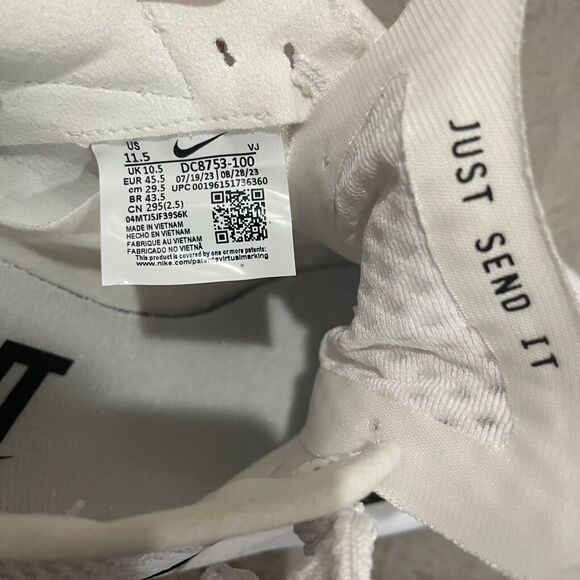 US VJ
11.5 DC8753-100
UK 10.5 07/19/23 | 08/28/23
EUR 45.5 UPC 00196151736360
cm 29.5
BR 43.5
CN 295(2.5)
04MTJ5JF39S6K
MADE IN VIETNAM
HECHO EN VIETNAM
FABRIQUE AU VIETNAM
FABRICADO NO VIETNÃ
This product is covered by one or more patents
www.nike.com/patentvirtualmarking
JUST SEND IT